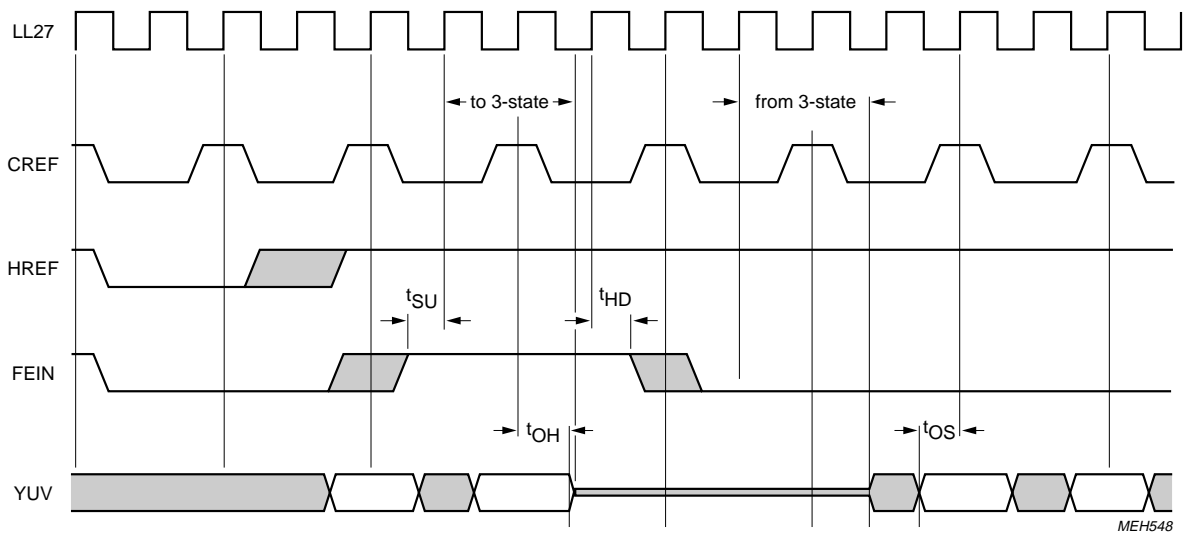 LL27
to 3-state
from 3-state
CREF
HREF
tSU
tHD
FEIN
tOH
tOS
YUV
MEH548